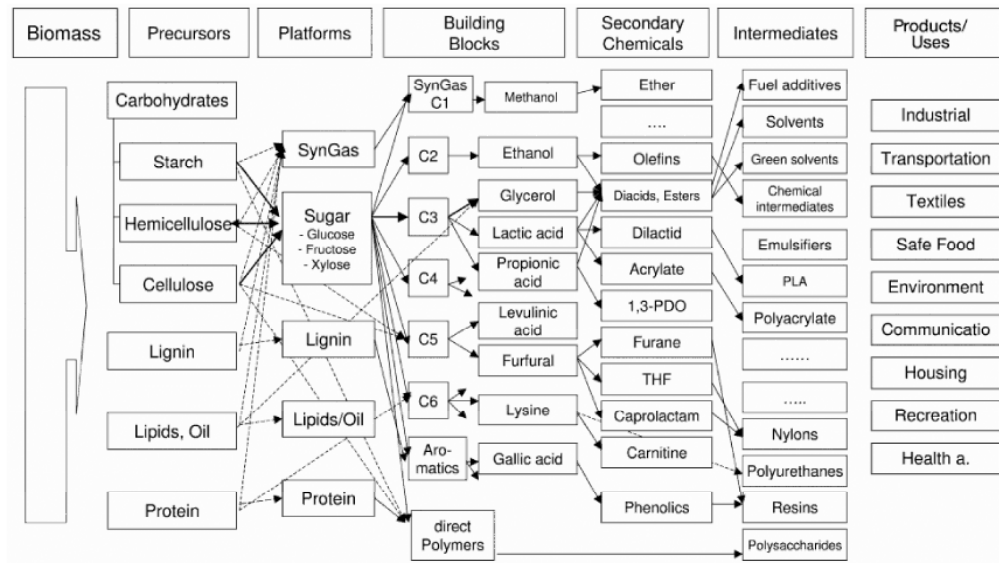 Biomass
Precursors
Platforms
Building
Blocks
Secondary
Chemicals
Intermediates
Products/
Uses
Carbohydrates
Starch
Hemicellulose
Cellulose
Lignin
Lipids, Oil
Protein
SynGas
Sugar
- Glucose
- Fructose
- Xylose
Lignin
Lipids/Oil
Protein
SynGas
C1
C2
C3
C4
C5
C6
Aro-
matics
direct
Polymers
Methanol
Ethanol
Glycerol
Lactic acid
Propionic
acid
Levulinic
acid
Furfural
Lysine
Gallic acid
Ether
....
Olefins
Diacids, Esters
Dilactid
Acrylate
1,3-PDO
Furane
THF
Caprolactam
Carnitine
Phenolics
Fuel additives
Solvents
Green solvents
Chemical
intermediates
Emulsifiers
PLA
Polyacrylate
......
.....
Nylons
Polyurethanes
Resins
Polysaccharides
Industrial
Transportation
Textiles
Safe Food
Environment
Communicatio
Housing
Recreation
Health a.